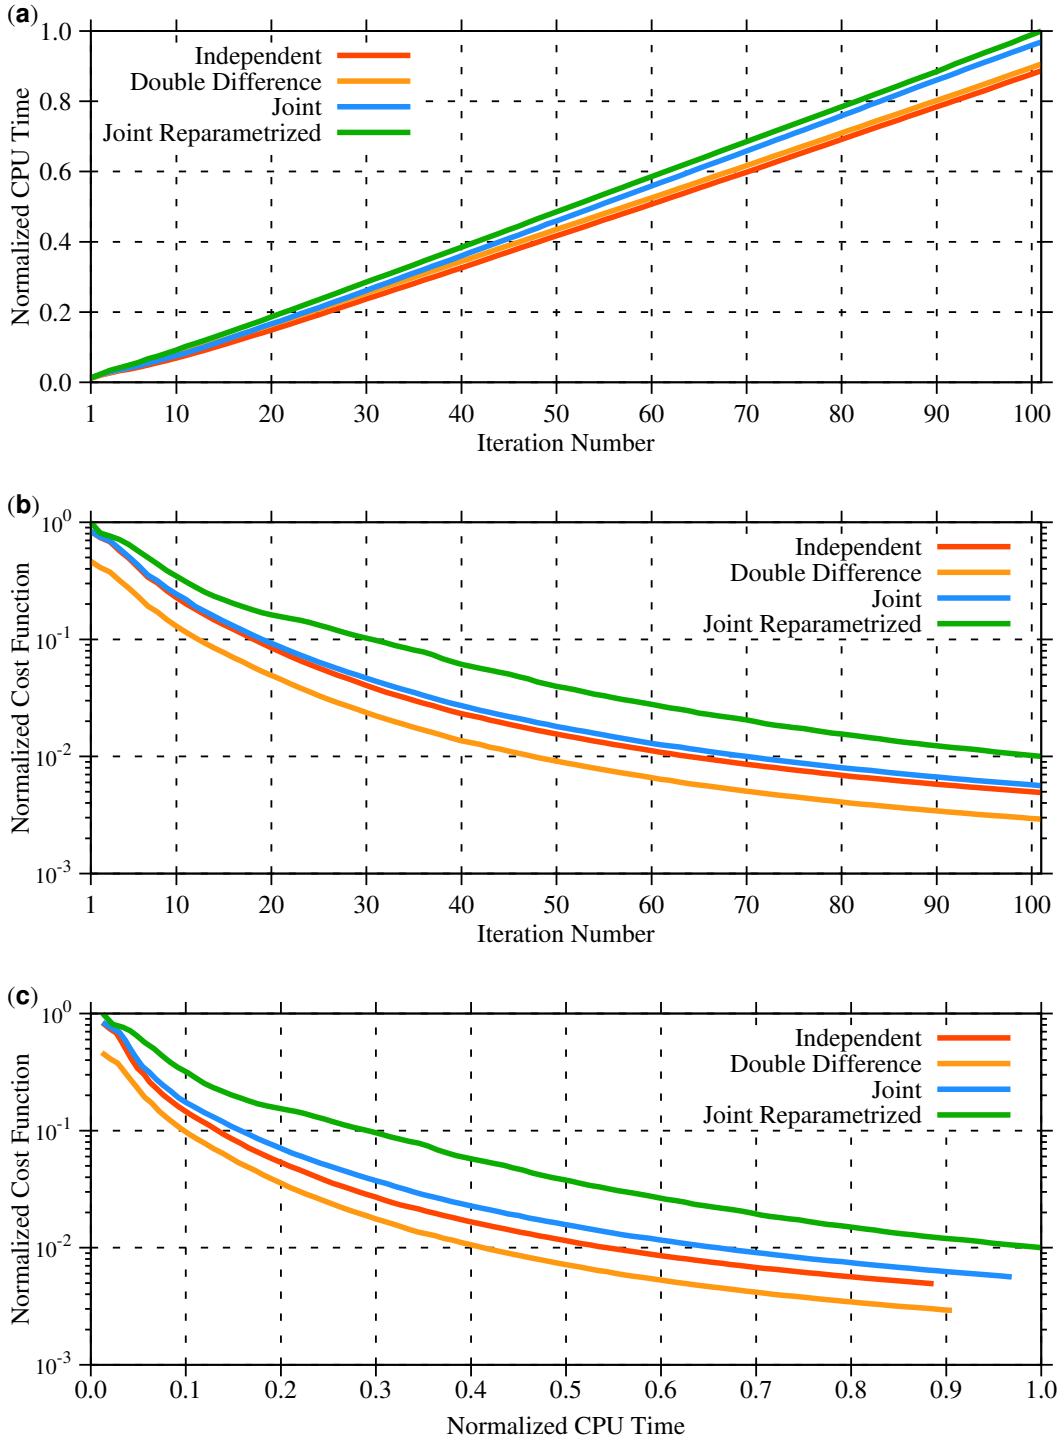 (a)
1.0
0.8
0.6
0.4
0.2
0.0
Normalized CPU Time
Independent
Double Difference
Joint
Joint Reparametrized
1 10 20 30 40 50 60 70 80 90 100
Iteration Number
(b)
10^0
10^-1
10^-2
10^-3
Normalized Cost Function
Independent
Double Difference
Joint
Joint Reparametrized
1 10 20 30 40 50 60 70 80 90 100
Iteration Number
(c)
10^0
10^-1
10^-2
10^-3
Normalized Cost Function
Independent
Double Difference
Joint
Joint Reparametrized
0.0 0.1 0.2 0.3 0.4 0.5 0.6 0.7 0.8 0.9 1.0
Normalized CPU Time